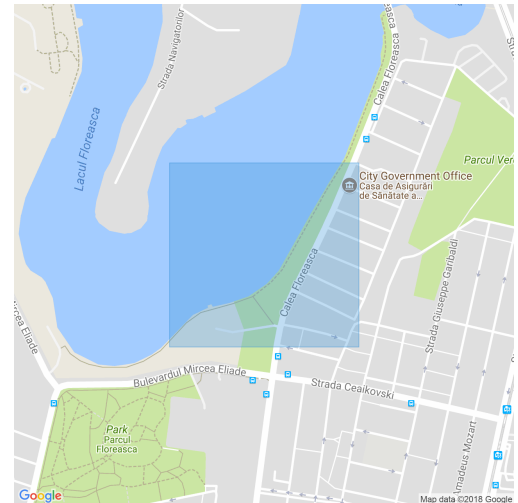 Strada Navigatorilor
Floreasca
Calea Floreasca
Lacul Floreasca
City Government Office
Casa de Asigurări
de Sănătate a...
Parcul Ver
Strada Giuseppe Garibaldi
Calea Floreasca
Mircea Eliade
Bulevardul Mircea Eliade
Strada Ceaikovski
Park
Parcul
Floreasca
Amadeus Mozart
Google
Map data ©2018 Google